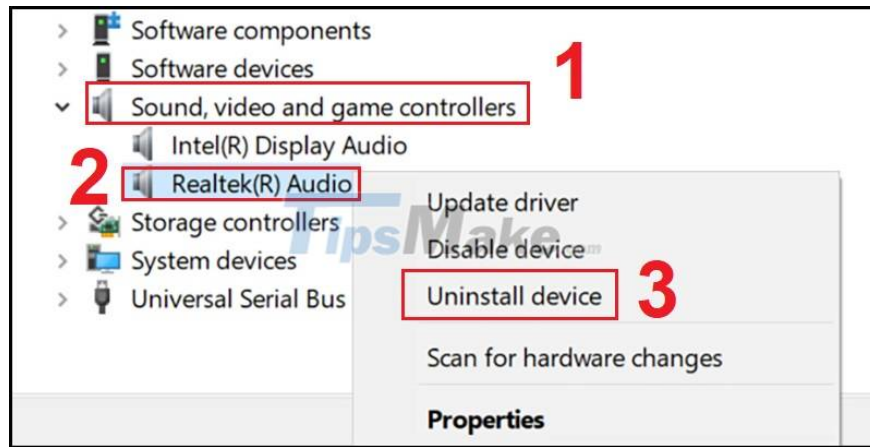 Software components
Software devices
1
Sound, video and game controllers
Intel(R) Display Audio
2
Realtek(R) Audio
Storage controllers
System devices
Universal Serial Bus
TipsMake.com
Update driver
Disable device
Uninstall device
3
Scan for hardware changes
Properties